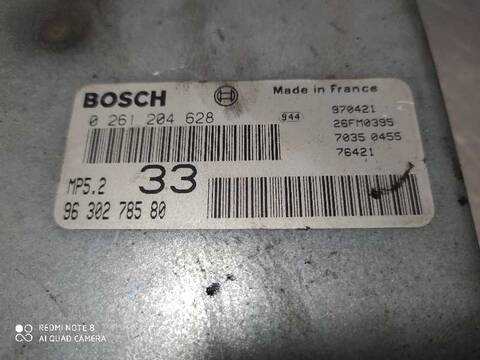 BOSCH
Made in France
0 261 204 628
944
970421
26FM0395
7035 0455
76421
MP5.2
33
96 302 785 80
REDMI NOTE 8
AI QUAD CAMERA